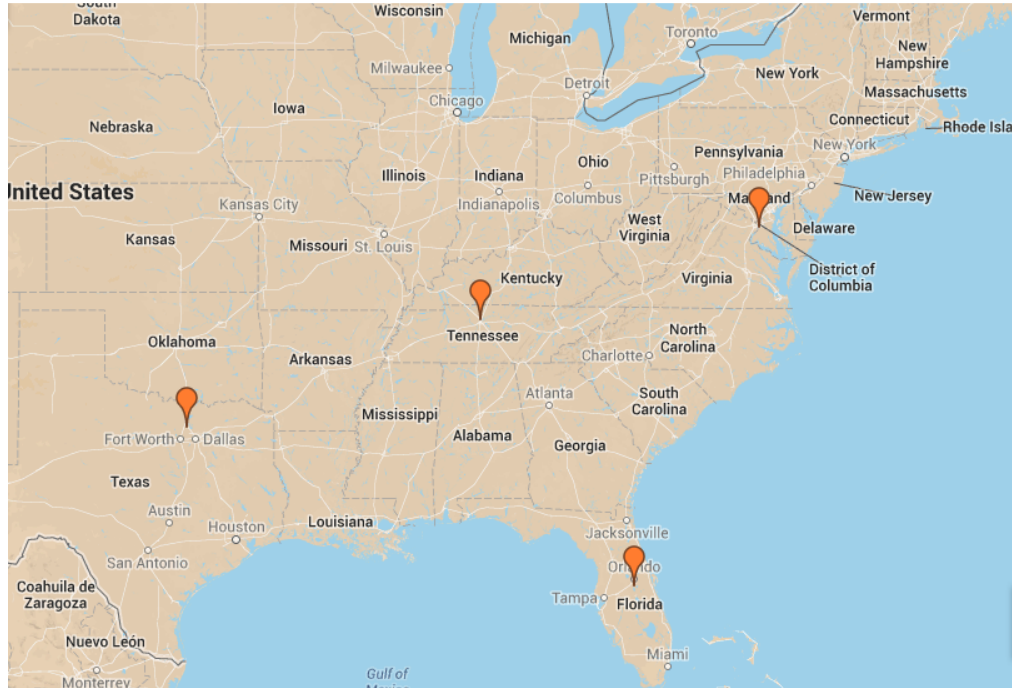 South
Dakota
Wisconsin
Vermont
Toronto
Michigan
New
Hampshire
Milwaukee
Detroit
New York
Massachusetts
Chicago
Iowa
Connecticut
Nebraska
Rhode Isla
New York
Pennsylvania
Ohio
Philadelphia
Pittsburgh
Illinois
Indiana
United States
Columbus
Maryland
New Jersey
Indianapolis
Kansas City
West
Virginia
Delaware
Kansas
Missouri
St. Louis
District of
Columbia
Kentucky
Virginia
Tennessee
North
Carolina
Oklahoma
Charlotte
Arkansas
Atlanta
South
Carolina
Mississippi
Fort Worth
Dallas
Alabama
Georgia
Texas
Austin
Houston
Louisiana
Jacksonville
San Antonio
Orlando
Coahuila de
Zaragoza
Tampa
Florida
Nuevo León
Miami
Monterrey
Gulf of
Mexico